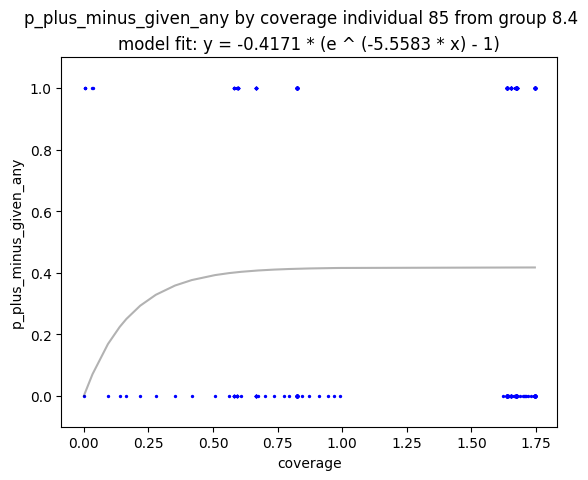 p_plus_minus_given_any by coverage individual 85 from group 8.4
model fit: y = -0.4171 * (e ^ (-5.5583 * x) - 1)
1.0
0.8
0.6
0.4
0.2
0.0
p_plus_minus_given_any
0.00 0.25 0.50 0.75 1.00 1.25 1.50 1.75
coverage